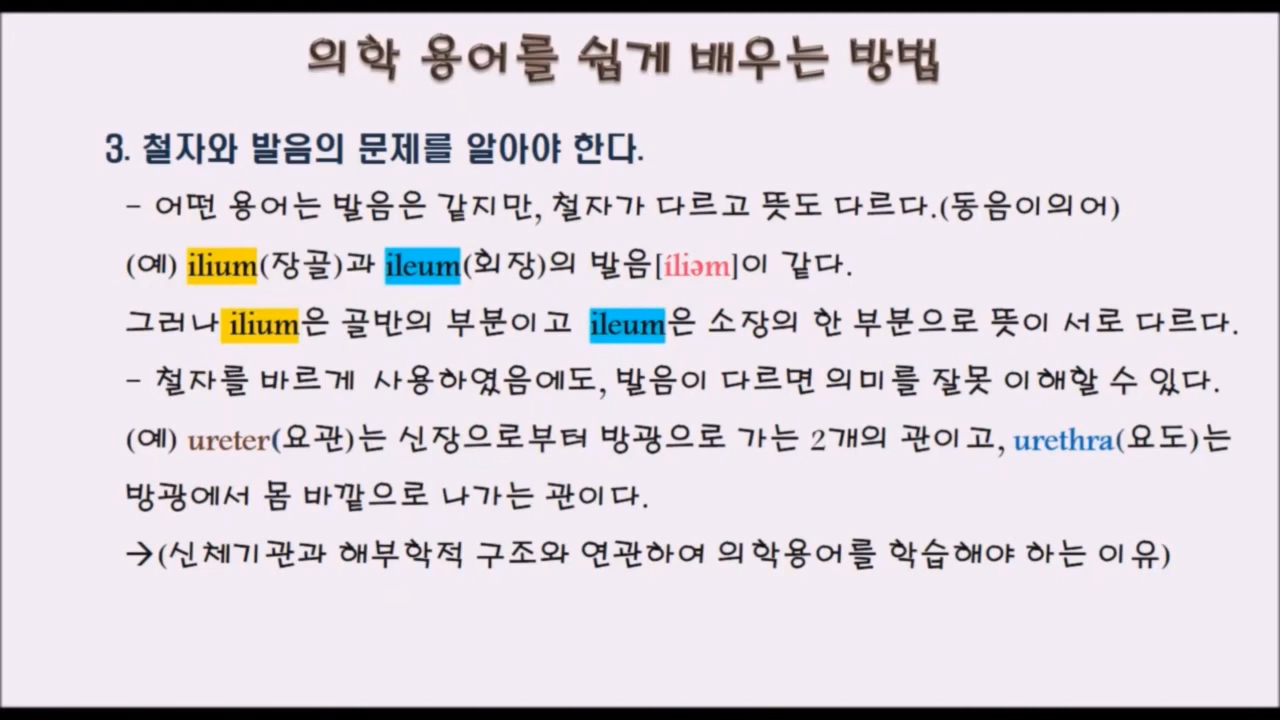 의학 용어를 쉽게 배우는 방법
3. 철자와 발음의 문제를 알아야 한다.
- 어떤 용어는 발음은 같지만, 철자가 다르고 뜻도 다르다.(동음이의어)
(예) ilium(장골)과 ileum(회장)의 발음[íliəm]이 같다.
그러나 ilium은 골반의 부분이고 ileum은 소장의 한 부분으로 뜻이 서로 다르다.
- 철자를 바르게 사용하였음에도, 발음이 다르면 의미를 잘못 이해할 수 있다.
(예) ureter(요관)는 신장으로부터 방광으로 가는 2개의 관이고, urethra(요도)는
방광에서 몸 바깥으로 나가는 관이다.
→(신체기관과 해부학적 구조와 연관하여 의학용어를 학습해야 하는 이유)